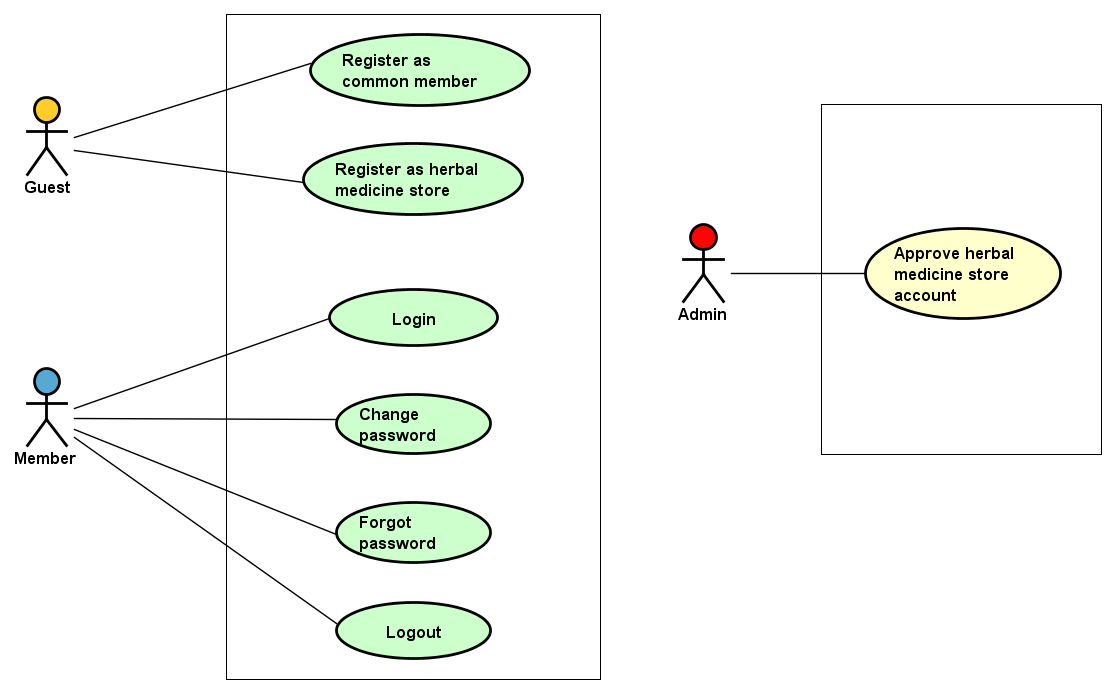 Register as
common member
Guest
Register as herbal
medicine store
Login
Member
Change
password
Forgot
password
Logout
Admin
Approve herbal
medicine store
account